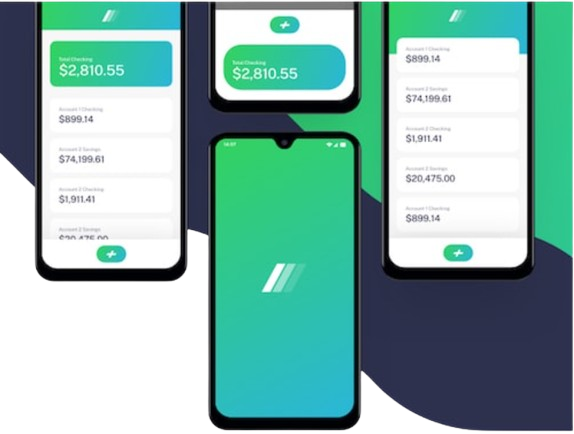 Total Checking
$2,810.55
Account 1 Checking
$899.14
Account 2 Savings
$74,199.61
Account 2 Checking
$1,911.41
Account 2 Savings
$20,475.00
Total Checking
$2,810.55
Account 1 Checking
$899.14
Account 2 Savings
$74,199.61
Account 2 Checking
$1,911.41
Account 2 Savings
$20,475.00
Account 1 Checking
$899.14